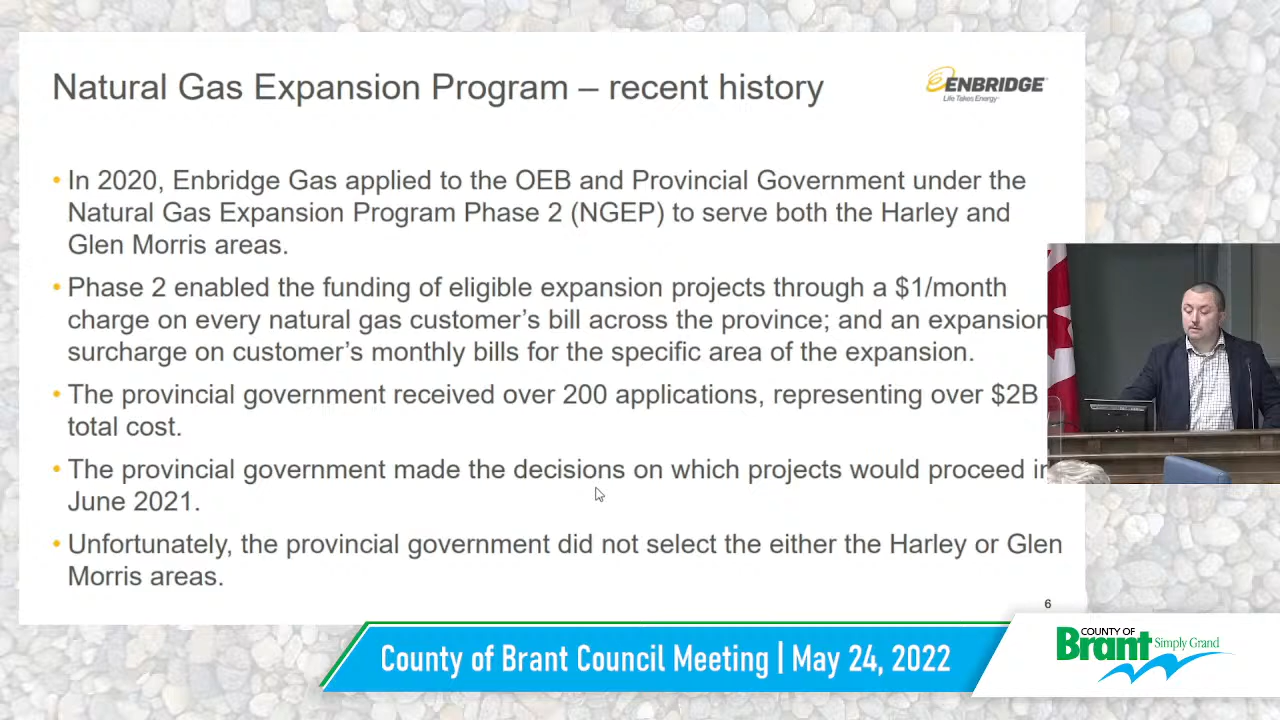 Natural Gas Expansion Program – recent history
ENBRIDGE
Life Takes Energy
• In 2020, Enbridge Gas applied to the OEB and Provincial Government under the
Natural Gas Expansion Program Phase 2 (NGEP) to serve both the Harley and
Glen Morris areas.
• Phase 2 enabled the funding of eligible expansion projects through a $1/month
charge on every natural gas customer’s bill across the province; and an expansion
surcharge on customer’s monthly bills for the specific area of the expansion.
• The provincial government received over 200 applications, representing over $2B
total cost.
• The provincial government made the decisions on which projects would proceed in
June 2021.
• Unfortunately, the provincial government did not select the either the Harley or Glen
Morris areas.
6
County of Brant Council Meeting | May 24, 2022
COUNTY OF
Brant Simply Grand